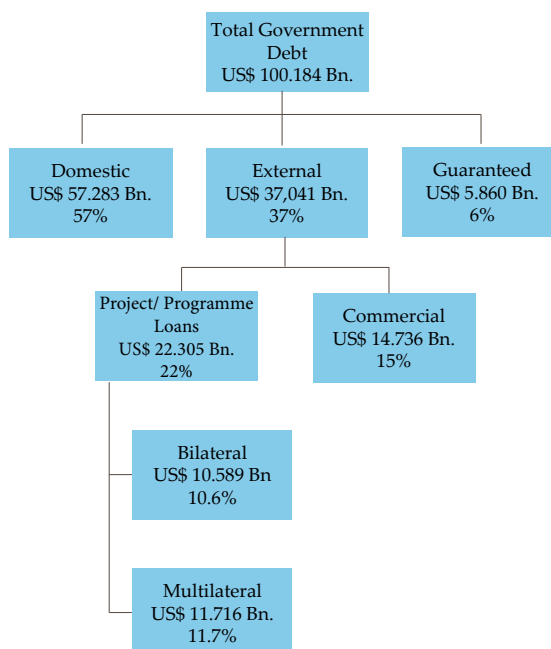 Total Government
Debt
US$ 100.184 Bn.
Domestic
US$ 57.283 Bn.
57%
External
US$ 37,041 Bn.
37%
Guaranteed
US$ 5.860 Bn.
6%
Project/ Programme
Loans
US$ 22.305 Bn.
22%
Commercial
US$ 14.736 Bn.
15%
Bilateral
US$ 10.589 Bn
10.6%
Multilateral
US$ 11.716 Bn.
11.7%